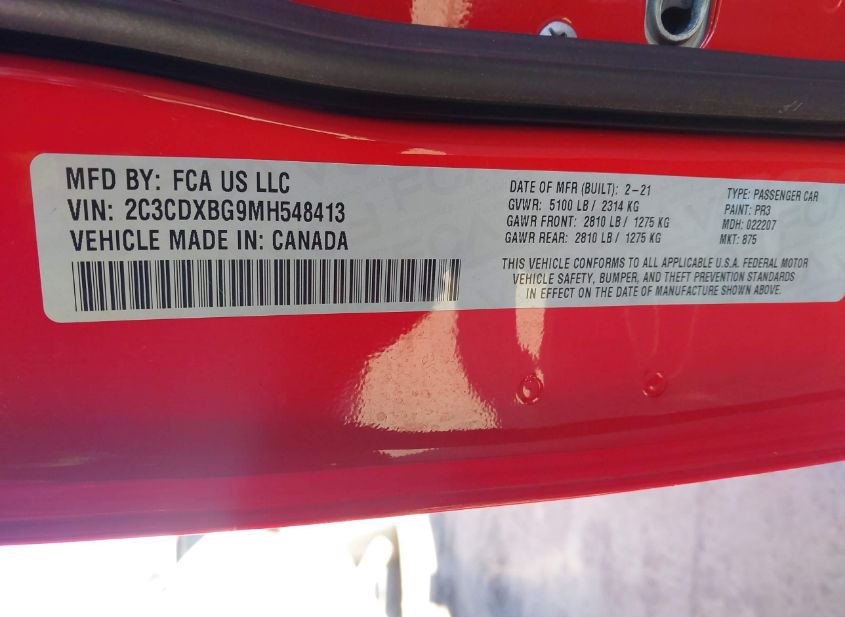 MFD BY: FCA US LLC
VIN: 2C3CDXBG9MH548413
VEHICLE MADE IN: CANADA
DATE OF MFR (BUILT): 2-21
GVWR: 5100 LB / 2314 KG
GAWR FRONT: 2810 LB / 1275 KG
GAWR REAR: 2810 LB / 1275 KG
TYPE: PASSENGER CAR
PAINT: PR3
MDH: 022207
MKT: 875
THIS VEHICLE CONFORMS TO ALL APPLICABLE U.S.A. FEDERAL MOTOR
VEHICLE SAFETY, BUMPER, AND THEFT PREVENTION STANDARDS
IN EFFECT ON THE DATE OF MANUFACTURE SHOWN ABOVE.